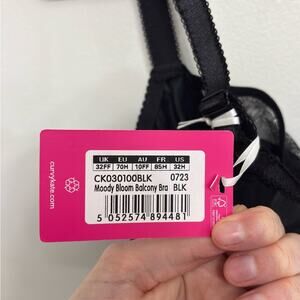 curvykate.com
UK EU AU FR US
32FF 70H 10FF 85H 32H
CK030100BLK 0723
Moody Bloom Balcony Bra BLK
5 052574 894481